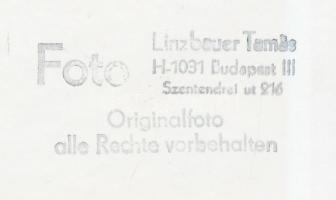 Foto
Linzbauer Tamás
H-1031 Budapest III
Szentendrei ut 216
Originalfoto
alle Rechte vorbehalten